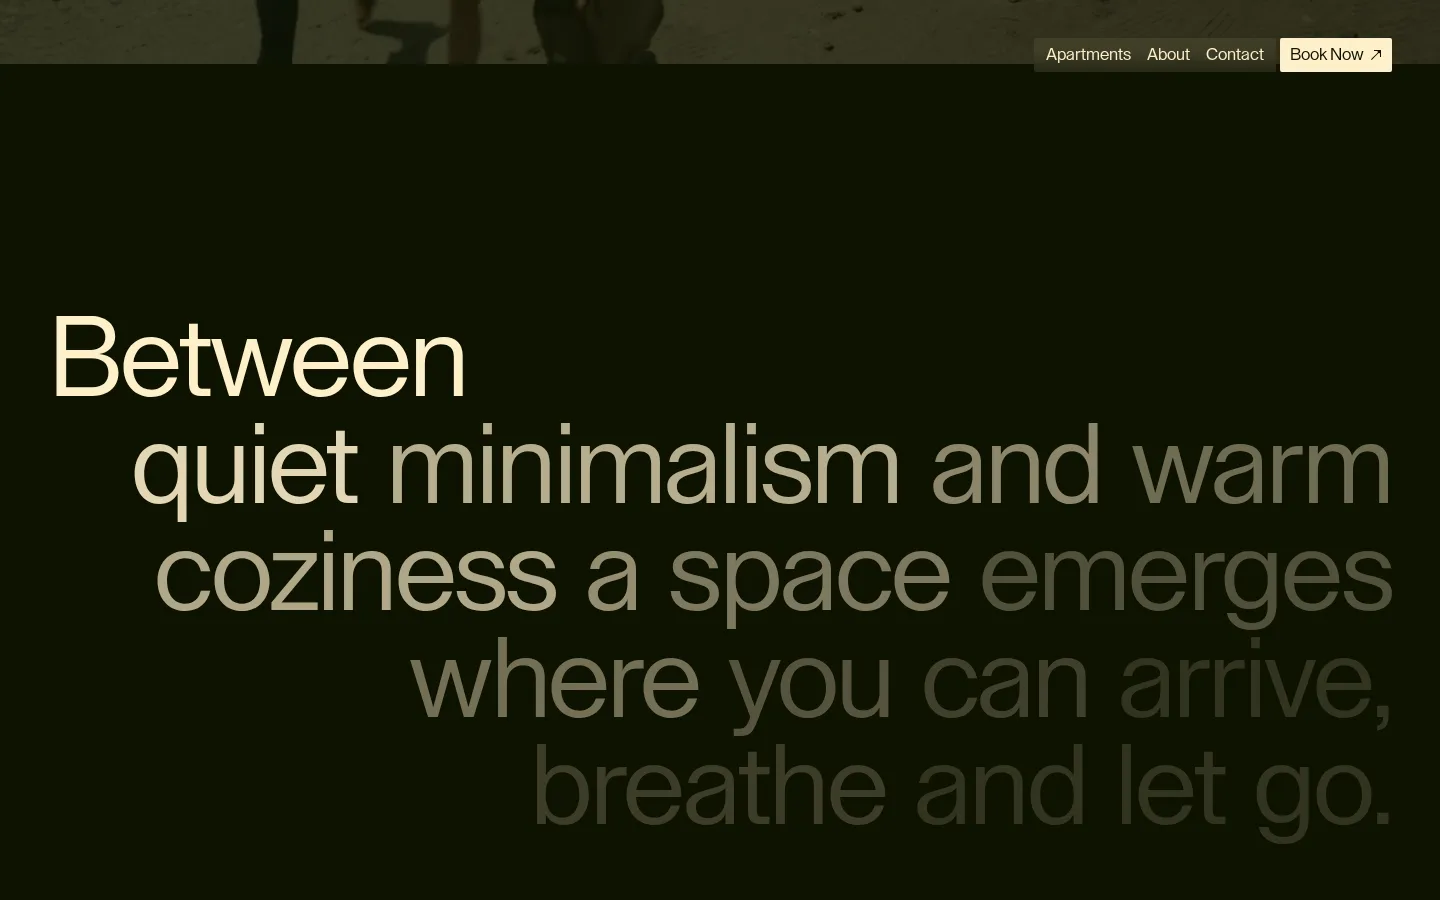 Apartments About Contact Book Now
Between
quiet minimalism and warm
coziness a space emerges
where you can arrive,
breathe and let go.